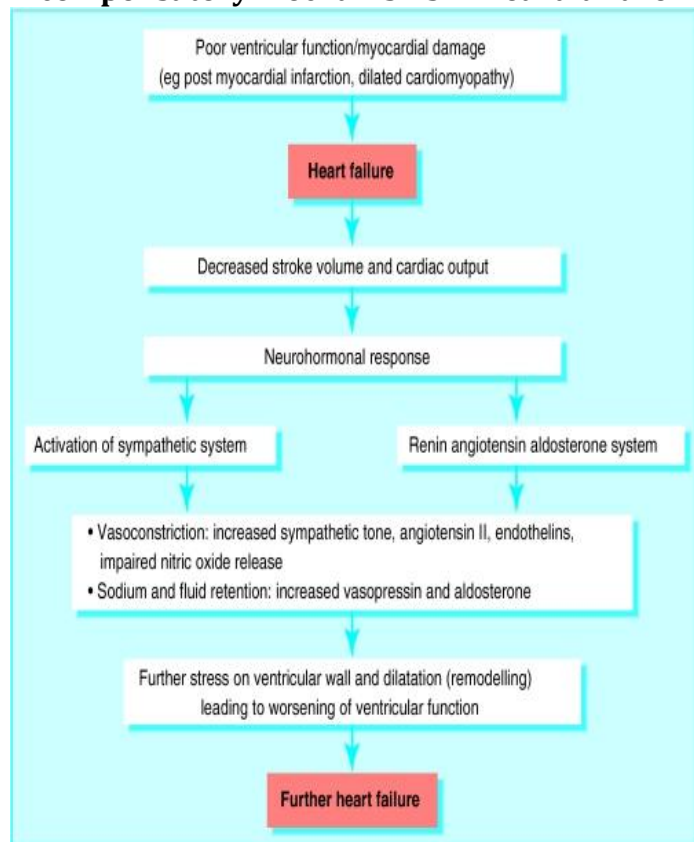 Poor ventricular function/myocardial damage
(eg post myocardial infarction, dilated cardiomyopathy)
Heart failure
Decreased stroke volume and cardiac output
Neurohormonal response
Activation of sympathetic system
Renin angiotensin aldosterone system
• Vasoconstriction: increased sympathetic tone, angiotensin II, endothelins,
impaired nitric oxide release
• Sodium and fluid retention: increased vasopressin and aldosterone
Further stress on ventricular wall and dilatation (remodelling)
leading to worsening of ventricular function
Further heart failure